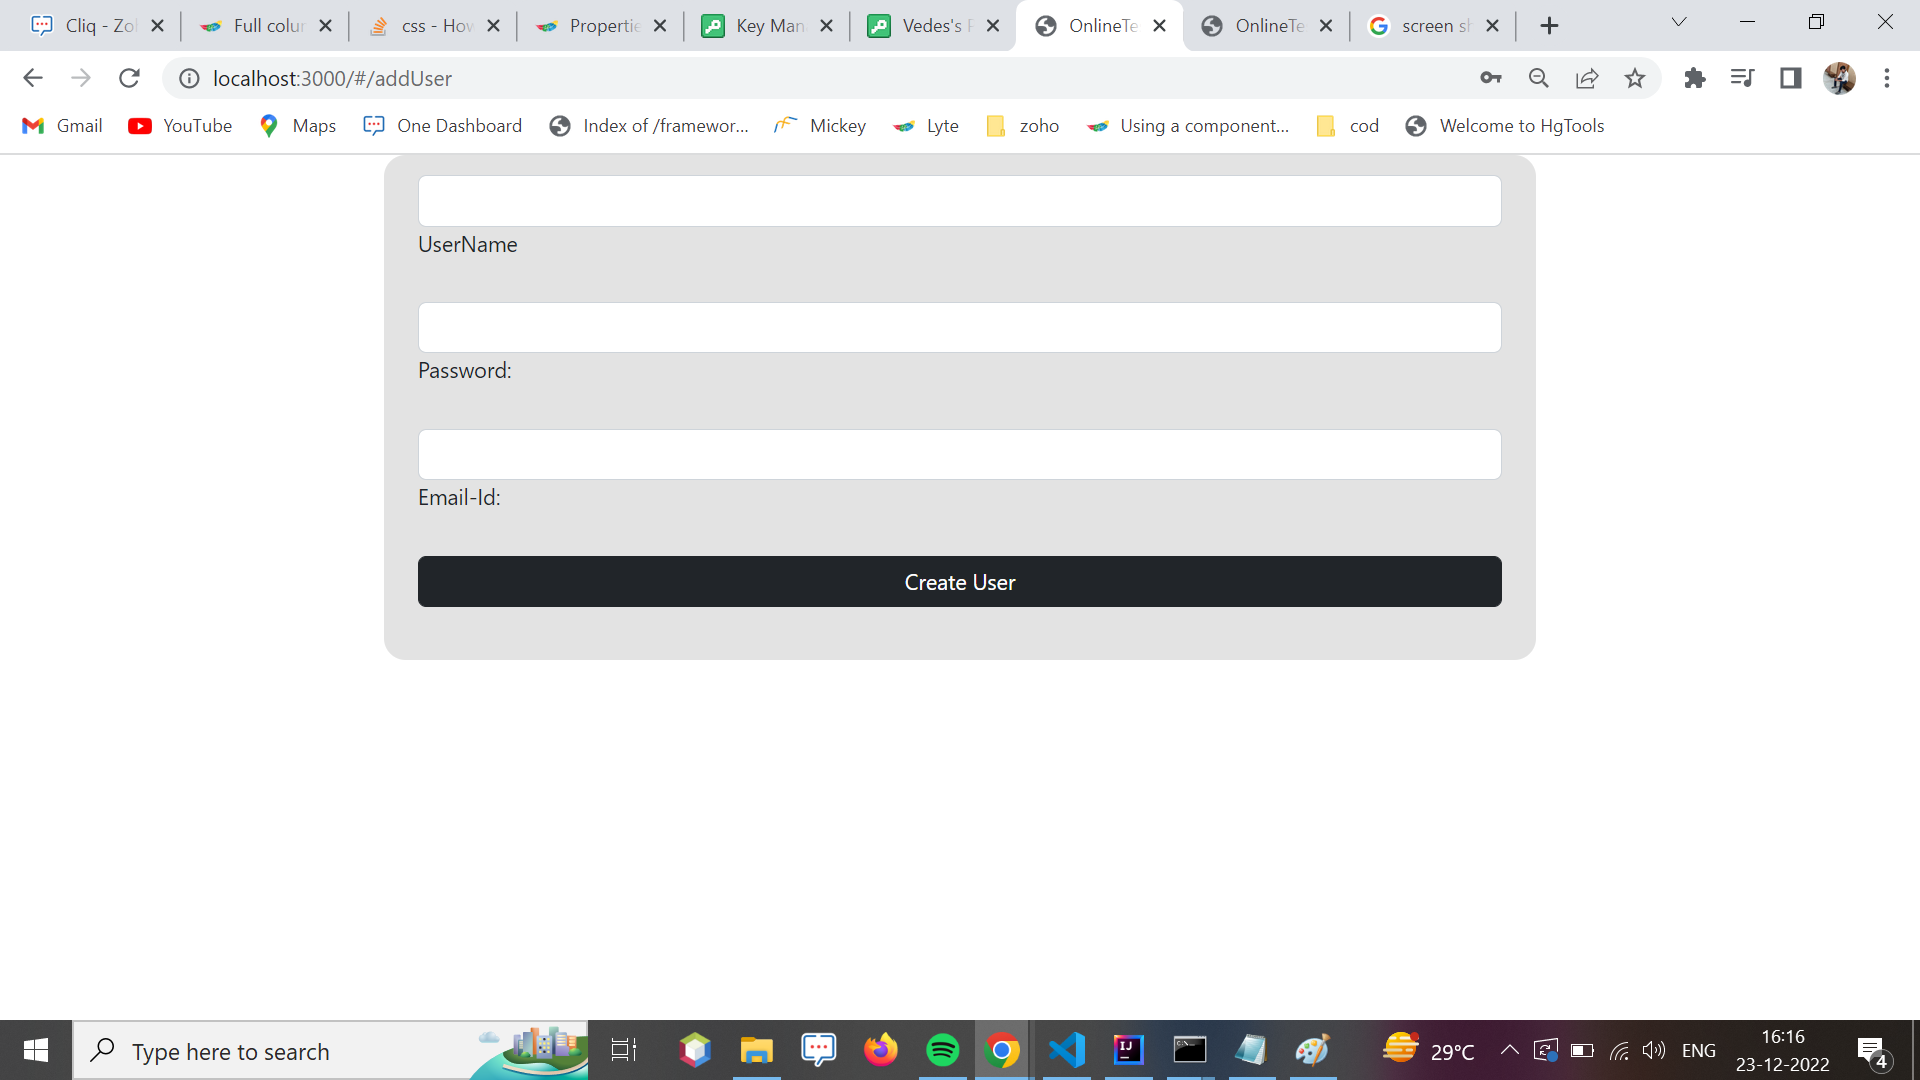 Cliq - Zo
Full colu
css - Hov
Propertie
Key Man
Vedes's
OnlineTe
OnlineTe
screen sh
localhost:3000/#/addUser
Gmail
YouTube
Maps
One Dashboard
Index of /framewor...
Mickey
Lyte
zoho
Using a component...
cod
Welcome to HgTools
UserName
Password:
Email-Id:
Create User
Type here to search
29°C
ENG
16:16
23-12-2022
4